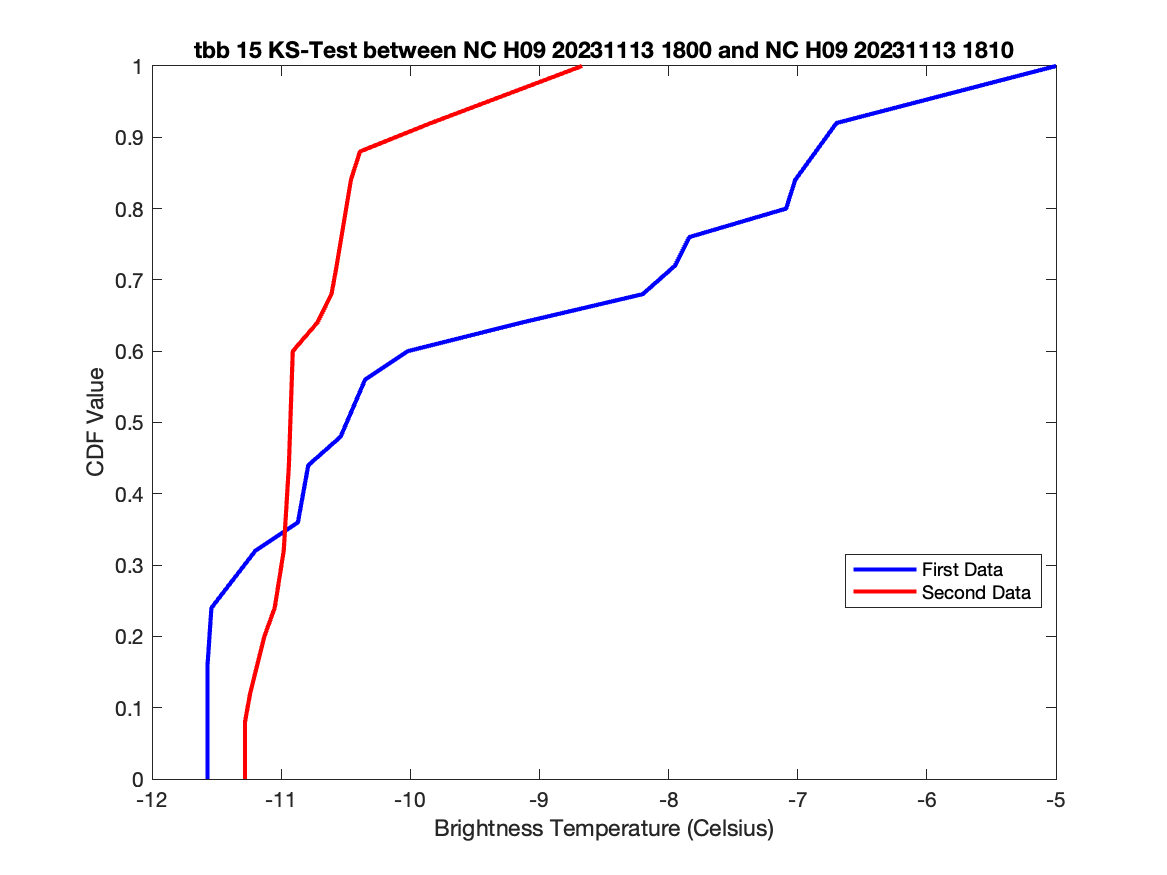 tbb 15 KS-Test between NC H09 20231113 1800 and NC H09 20231113 1810
1
0.9
0.8
0.7
0.6
0.5
0.4
0.3
0.2
0.1
0
CDF Value
First Data
Second Data
-12 -11 -10 -9 -8 -7 -6 -5
Brightness Temperature (Celsius)